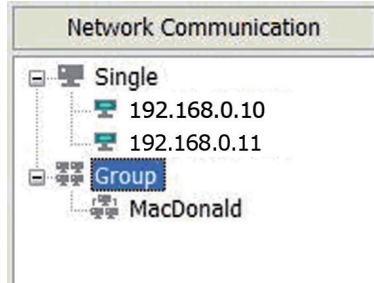 Network Communication
Single
192.168.0.10
192.168.0.11
Group
MacDonald